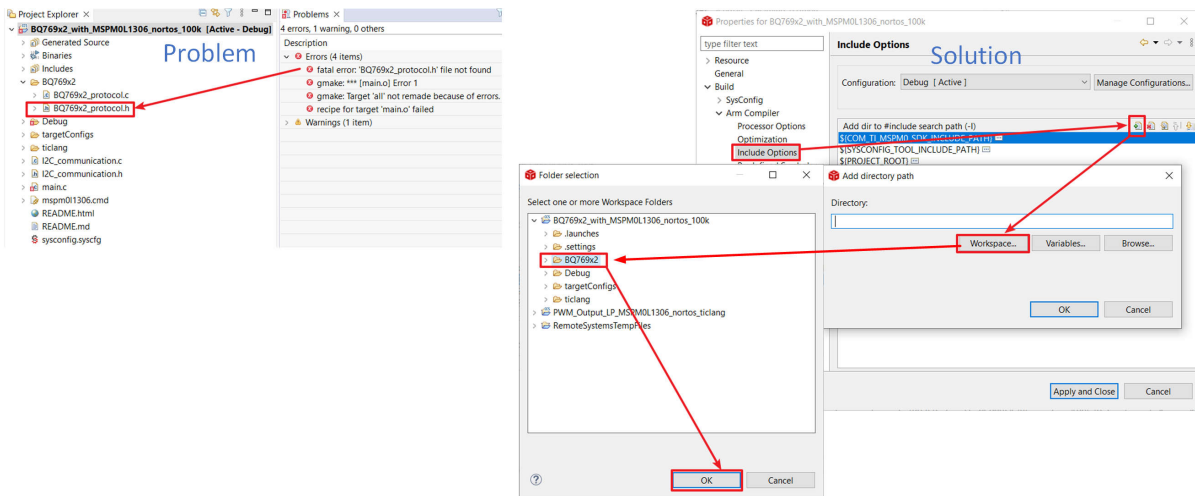 Project Explorer
BQ769x2_with_MSPM0L1306_nortos_100k [Active - Debug]
Generated Source
Binaries
Includes
BQ769x2
BQ769x2_protocol.c
BQ769x2_protocol.h
Debug
targetConfigs
ticlang
I2C_communication.c
I2C_communication.h
main.c
mspm0l1306.cmd
README.html
README.md
sysconfig.syscfg
Problem
Problems
4 errors, 1 warning, 0 others
Description
Errors (4 items)
fatal error: 'BQ769x2_protocol.h' file not found
gmake: *** [main.o] Error 1
gmake: Target 'all' not remade because of errors.
recipe for target 'main.o' failed
Warnings (1 item)
Properties for BQ769x2_with_MSPM0L1306_nortos_100k
type filter text
Resource
General
Build
SysConfig
Arm Compiler
Processor Options
Optimization
Include Options
Include Options
Solution
Configuration: Debug [ Active ]
Manage Configurations...
Add dir to #include search path (-I)
${COM_TI_MSPM0_SDK_INCLUDE_PATH}
${SYSCONFIG_TOOL_INCLUDE_PATH}
${PROJECT_ROOT}
Folder selection
Select one or more Workspace Folders
BQ769x2_with_MSPM0L1306_nortos_100k
.launches
.settings
BQ769x2
Debug
targetConfigs
ticlang
PWM_Output_LP_MSPM0L1306_nortos_ticlang
RemoteSystemsTempFiles
OK
Cancel
Add directory path
Directory:
Workspace...
Variables...
Browse...
OK
Cancel
Apply and Close
Cancel